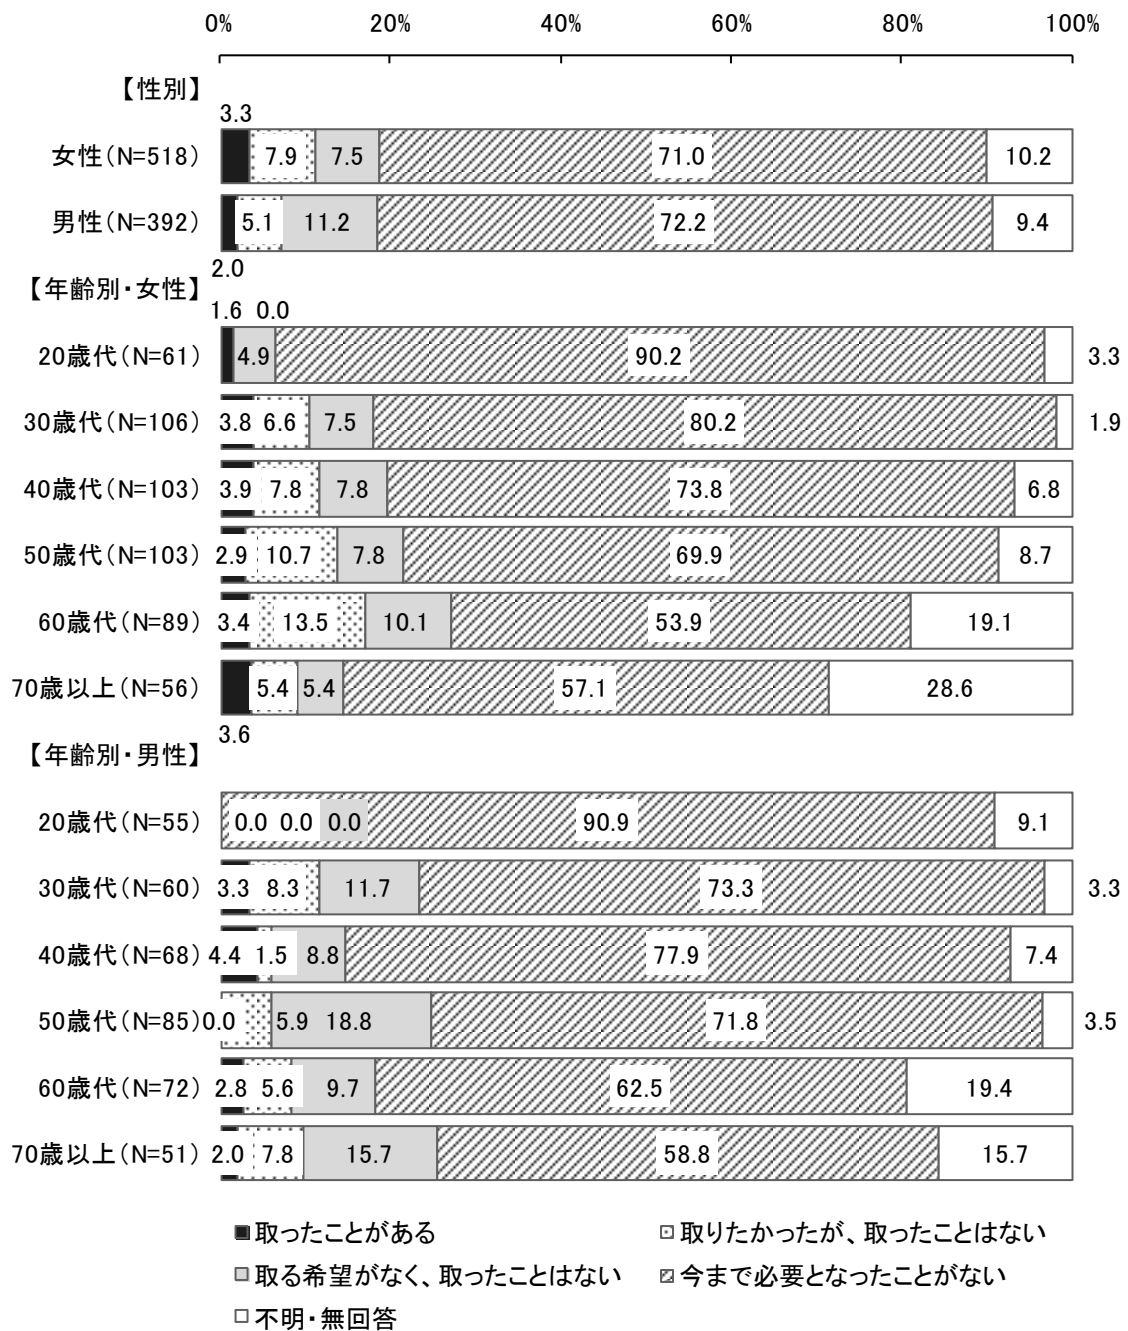 0% 20% 40% 60% 80% 100%
【性別】
3.3
女性(N=518) 7.9 7.5 71.0 10.2
男性(N=392) 5.1 11.2 72.2 9.4
2.0
【年齢別・女性】
1.6 0.0
20歳代(N=61) 4.9 90.2 3.3
30歳代(N=106) 3.8 6.6 7.5 80.2 1.9
40歳代(N=103) 3.9 7.8 7.8 73.8 6.8
50歳代(N=103) 2.9 10.7 7.8 69.9 8.7
60歳代(N=89) 3.4 13.5 10.1 53.9 19.1
70歳以上(N=56) 5.4 5.4 57.1 28.6
3.6
【年齢別・男性】
20歳代(N=55) 0.0 0.0 0.0 90.9 9.1
30歳代(N=60) 3.3 8.3 11.7 73.3 3.3
40歳代(N=68) 4.4 1.5 8.8 77.9 7.4
50歳代(N=85) 0.0 5.9 18.8 71.8 3.5
60歳代(N=72) 2.8 5.6 9.7 62.5 19.4
70歳以上(N=51) 2.0 7.8 15.7 58.8 15.7
取ったことがある 取りたかったが、取ったことはない
取る希望がなく、取ったことはない 今まで必要となったことがない
不明・無回答